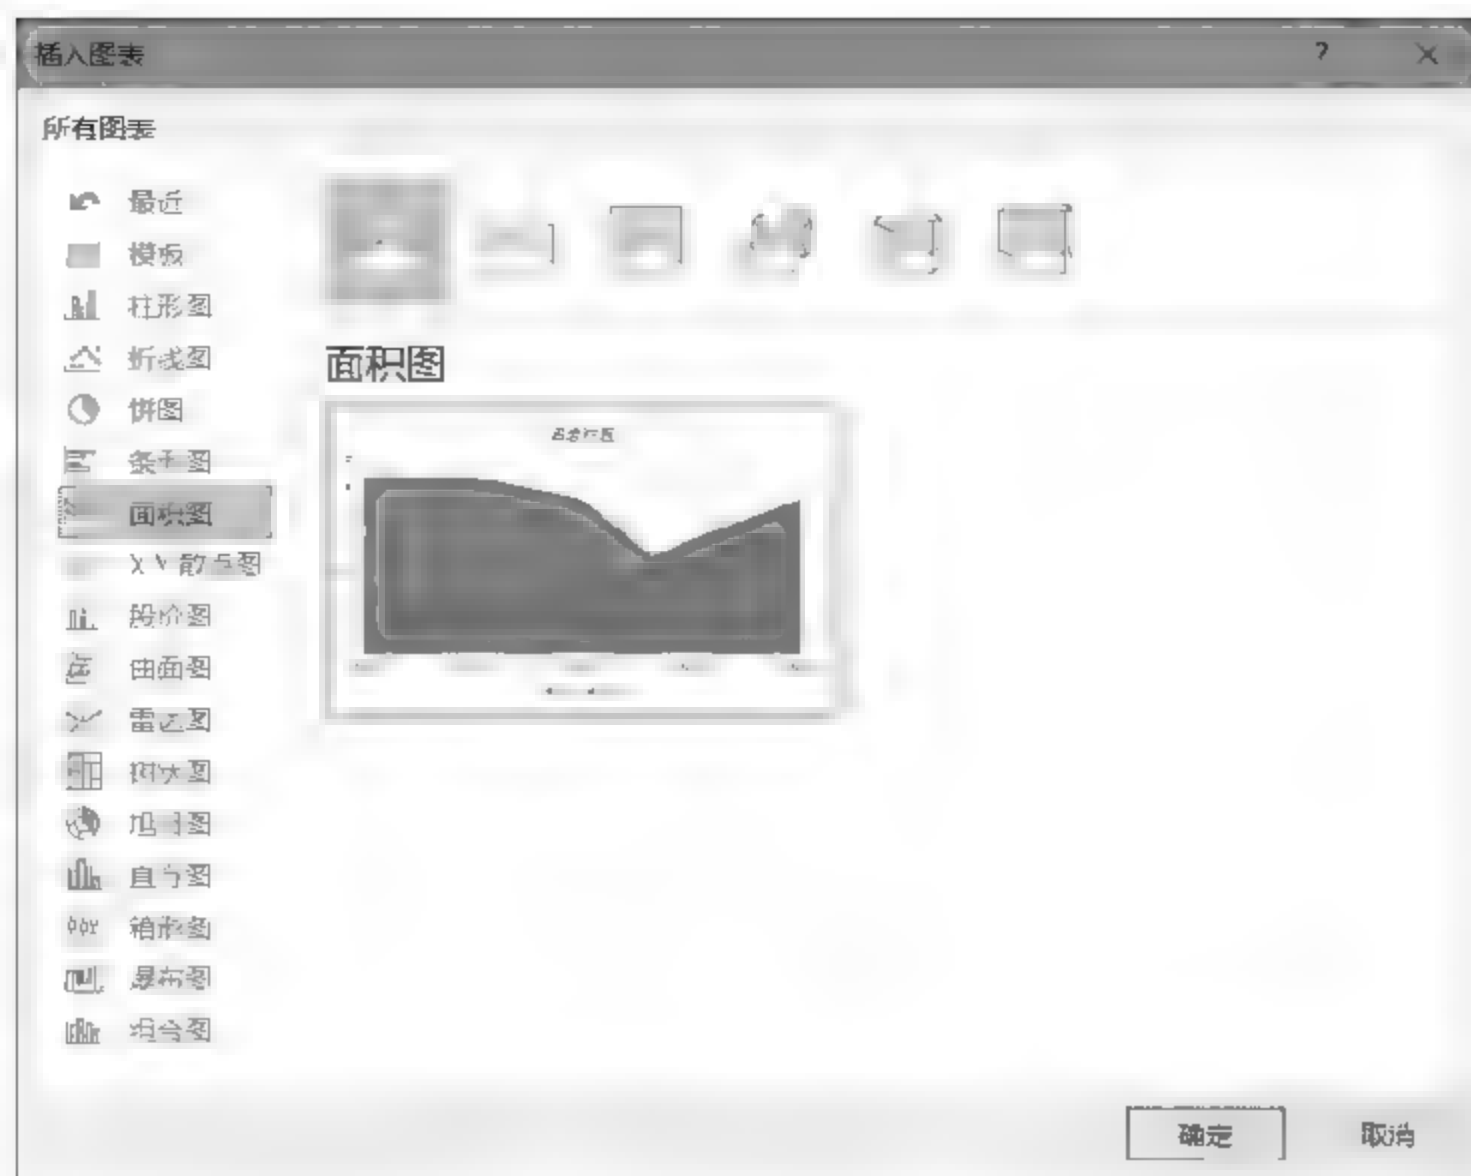 插入图表
?
所有图表
最近
模板
柱形图
折线图
饼图
条形图
面积图
XY散点图
股价图
曲面图
雷达图
树状图
旭日图
直方图
箱形图
瀑布图
组合图
面积图
确定
取消